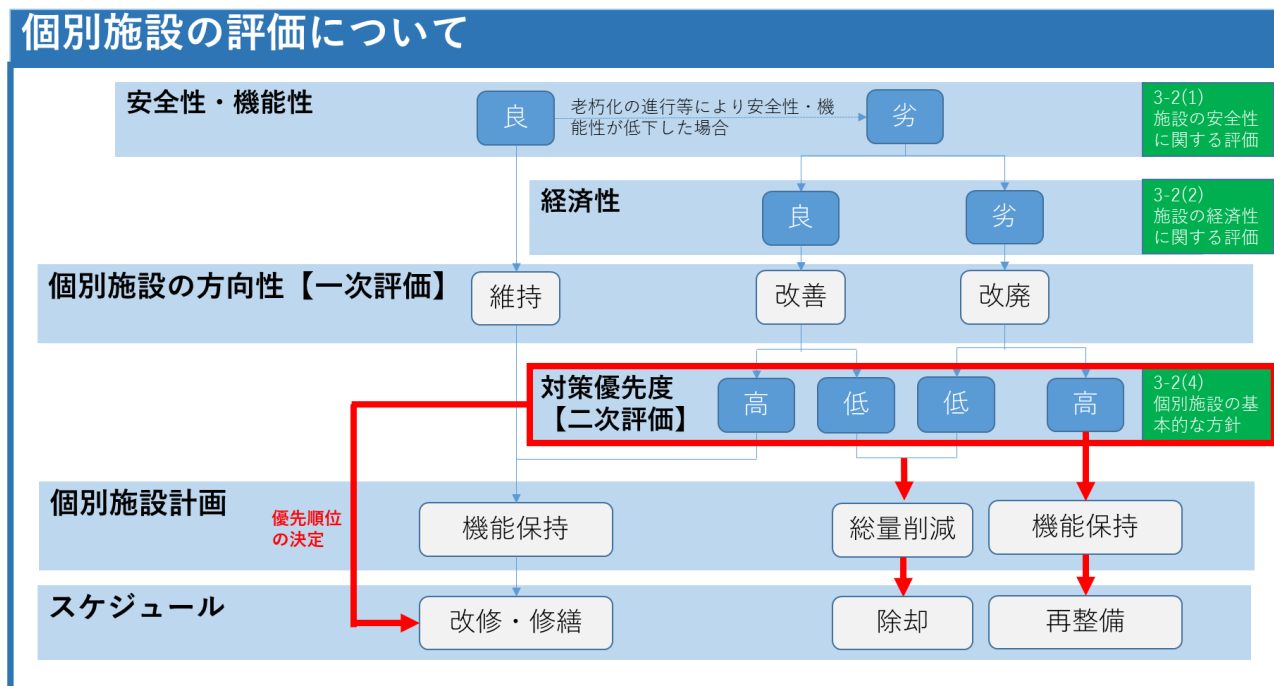 個別施設の評価について
安全性・機能性
良
老朽化の進行等により安全性・機
能性が低下した場合
劣
3-2(1)
施設の安全性
に関する評価
経済性
良
劣
3-2(2)
施設の経済性
に関する評価
個別施設の方向性【一次評価】
維持
改善
改廃
対策優先度
【二次評価】
高
低
低
高
3-2(4)
個別施設の基
本的な方針
個別施設計画
優先順位
の決定
機能保持
総量削減
機能保持
スケジュール
改修・修繕
除却
再整備